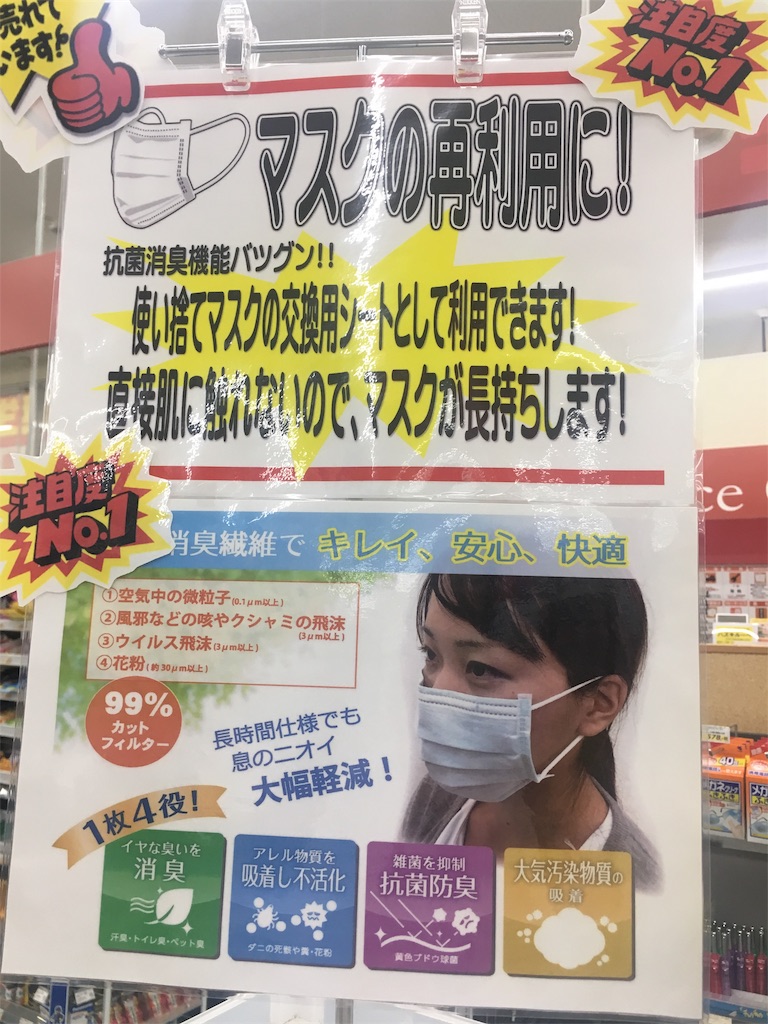 売れて
います!
注目度
No.1
マスクの再利用に!
抗菌消臭機能バツグン!!
使い捨てマスクの交換用シートとして利用できます!
直接肌に触れないので、マスクが長持ちします!
注目度
No.1
消臭繊維で キレイ、安心、快適
①空気中の微粒子(0.1μm以上)
②風邪などの咳やクシャミの飛沫
(3μm以上)
③ウイルス飛沫(3μm以上)
④花粉(約30μm以上)
99%
カット
フィルター
長時間仕様でも
息のニオイ
大幅軽減!
1枚4役!
イヤな臭いを
消臭
汗臭・トイレ臭・ペット臭
アレル物質を
吸着し不活化
ダニの死骸や糞・花粉
雑菌を抑制
抗菌防臭
黄色ブドウ球菌
大気汚染物質の
吸着
ce